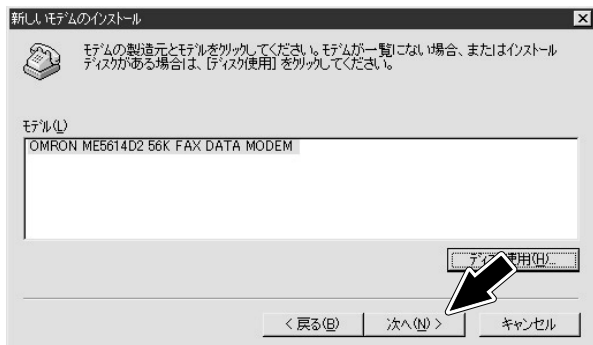 新しいモデムのインストール
モデムの製造元とモデルをクリックしてください。モデムが一覧にない場合、またはインストール
ディスクがある場合は、[ディスク使用] をクリックしてください。
モデル(L)
OMRON ME5614D2 56K FAX DATA MODEM
使用(H)...
< 戻る(B)
次へ(N) >
キャンセル